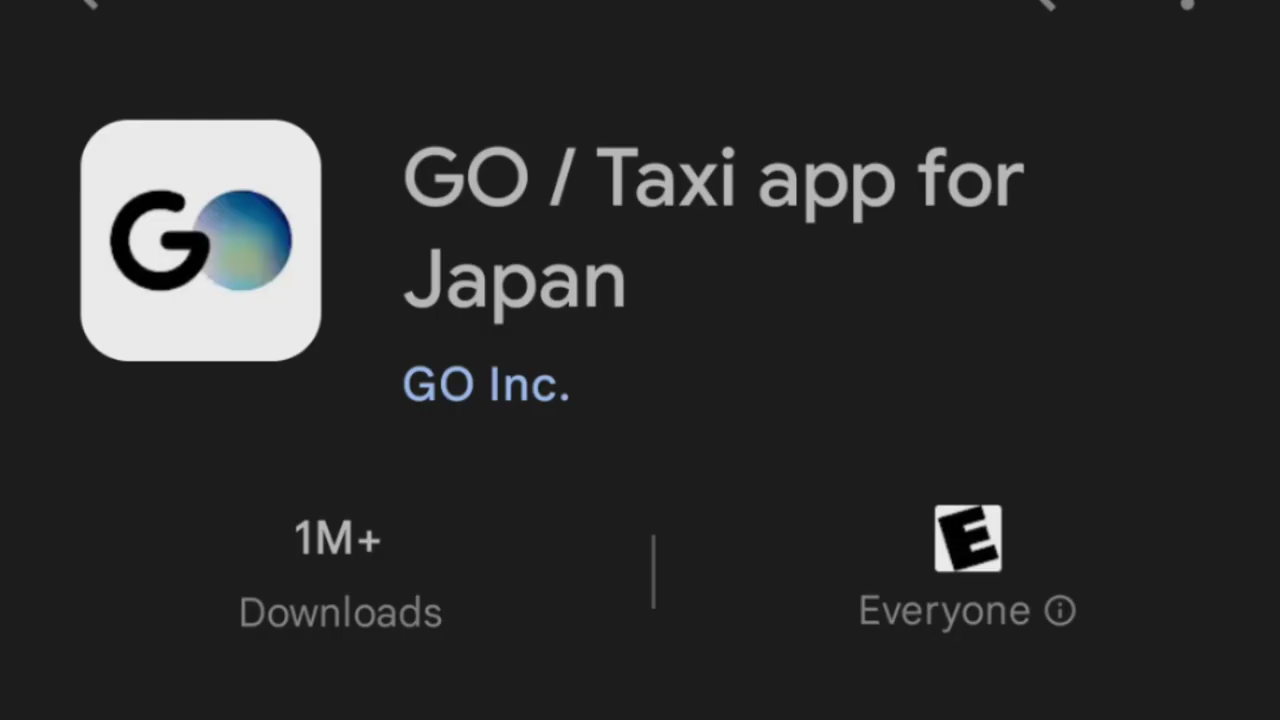 GO
GO / Taxi app for
Japan
GO Inc.
1M+
Downloads
E
Everyone